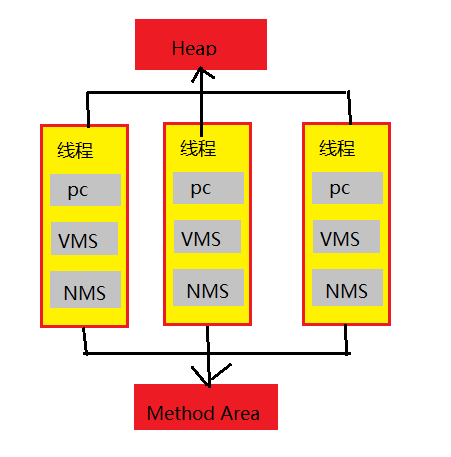 Heap
线程
pc
VMS
NMS
线程
pc
VMS
NMS
线程
pc
VMS
NMS
Method Area